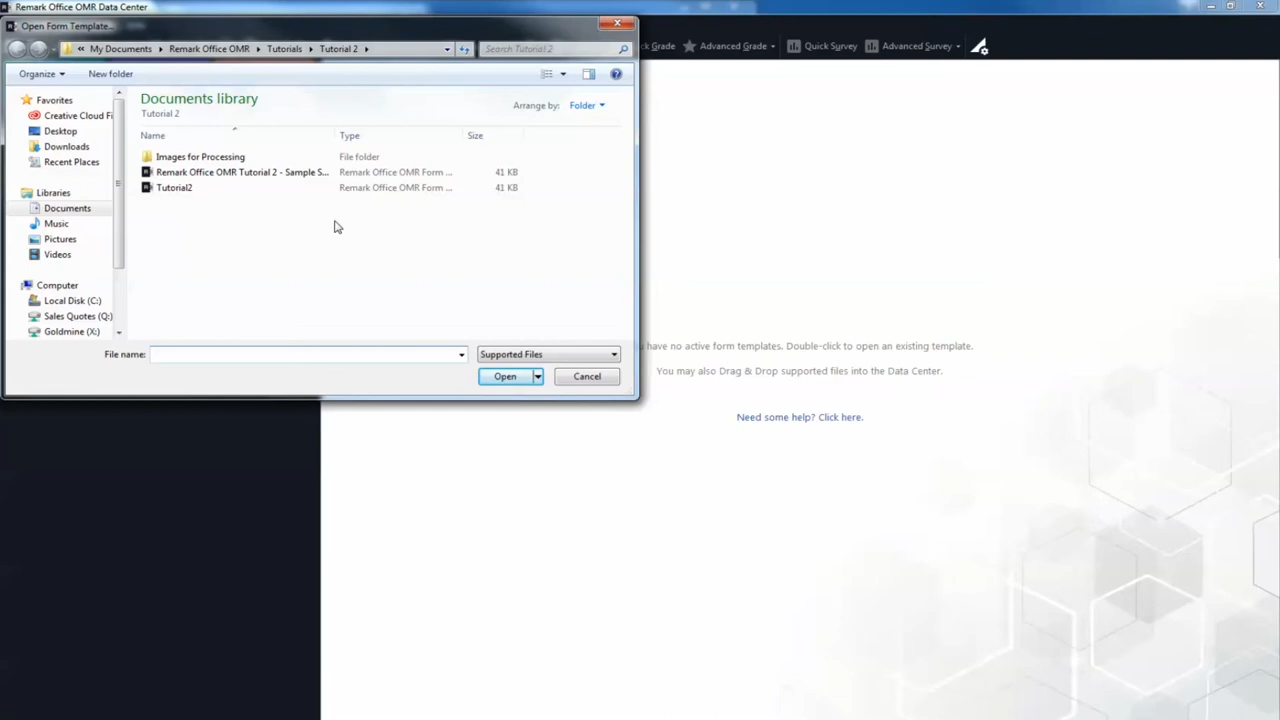 Remark Office OMR Data Center
Open Form Template...
« My Documents ▸ Remark Office OMR ▸ Tutorials ▸ Tutorial 2 ▸
Search Tutorial 2
Grade
Advanced Grade
Quick Survey
Advanced Survey
Organize
New folder
Favorites
Creative Cloud Fi
Desktop
Downloads
Recent Places
Libraries
Documents
Music
Pictures
Videos
Computer
Local Disk (C:)
Sales Quotes (Q:)
Goldmine (X:)
Documents library
Tutorial 2
Arrange by: Folder
Name Type Size
Images for Processing File folder
Remark Office OMR Tutorial 2 - Sample S... Remark Office OMR Form ... 41 KB
Tutorial2 Remark Office OMR Form ... 41 KB
File name:
Supported Files
Open
Cancel
have no active form templates. Double-click to open an existing template.
You may also Drag & Drop supported files into the Data Center.
Need some help? Click here.